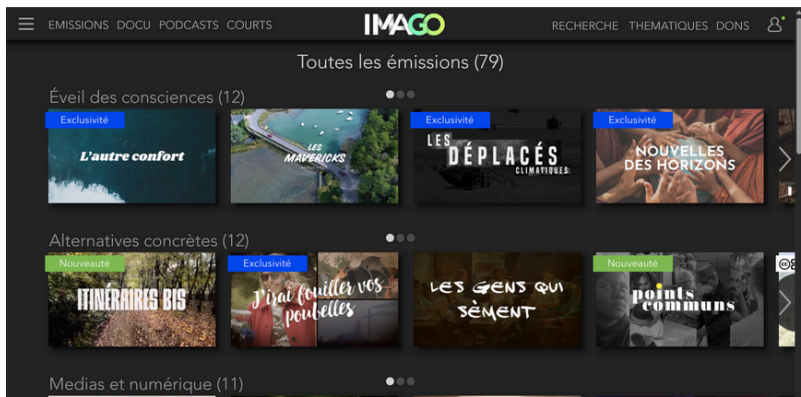 EMISSIONS DOCU PODCASTS COURTS
IMAGO
RECHERCHE THEMATIQUES DONS
Toutes les émissions (79)
Éveil des consciences (12)
Exclusivité
L'autre confort
LES
MAVERICKS
Exclusivité
LES
DÉPLACÉS
CLIMATIQUES
Exclusivité
NOUVELLES
DES HORIZONS
Alternatives concrètes (12)
Nouveauté
ITINÉRAIRES BIS
Exclusivité
J'irai fouiller vos
poubelles
LES GENS QUI
SÈMENT
Nouveauté
points
communs
Medias et numérique (11)